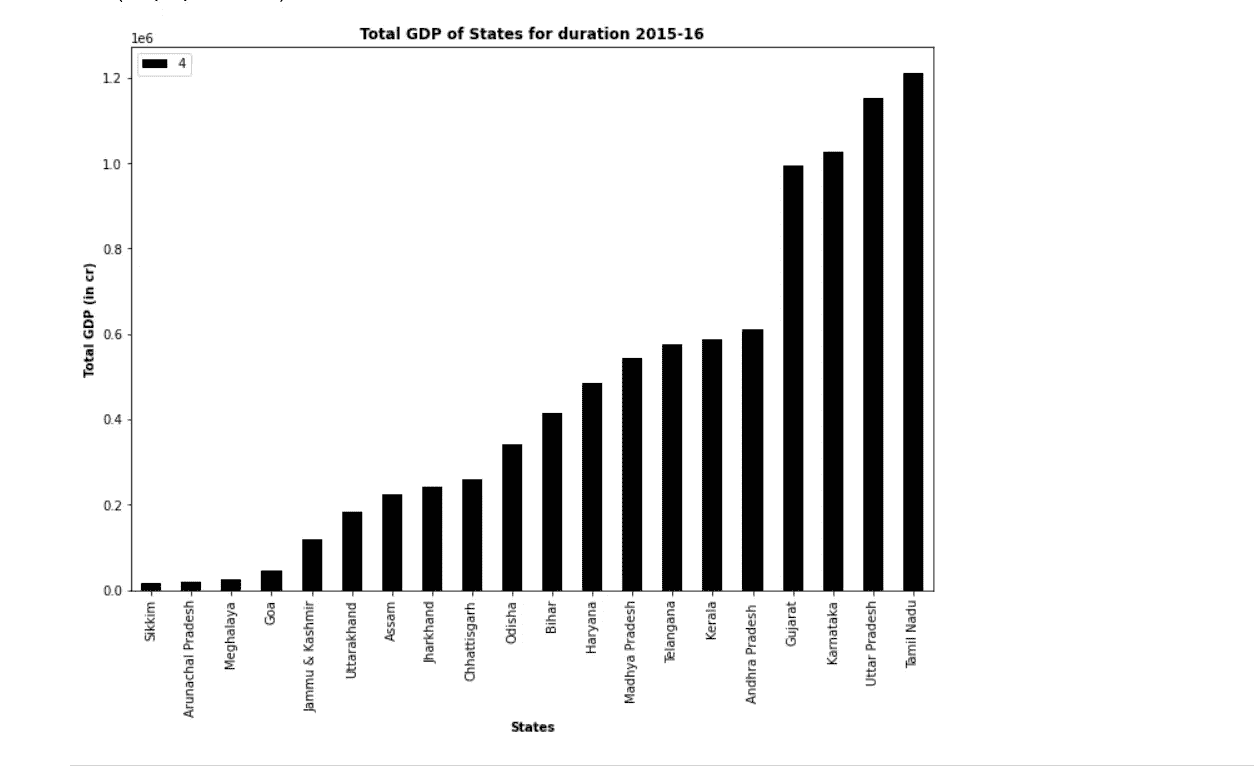 Total GDP of States for duration 2015-16
1e6
4
1.2
1.0
0.8
0.6
0.4
0.2
0.0
Total GDP (in cr)
Sikkim
Arunachal Pradesh
Meghalaya
Goa
Jammu & Kashmir
Uttarakhand
Assam
Jharkhand
Chhattisgarh
Odisha
Bihar
Haryana
Madhya Pradesh
Telangana
Kerala
Andhra Pradesh
Gujarat
Karnataka
Uttar Pradesh
Tamil Nadu
States